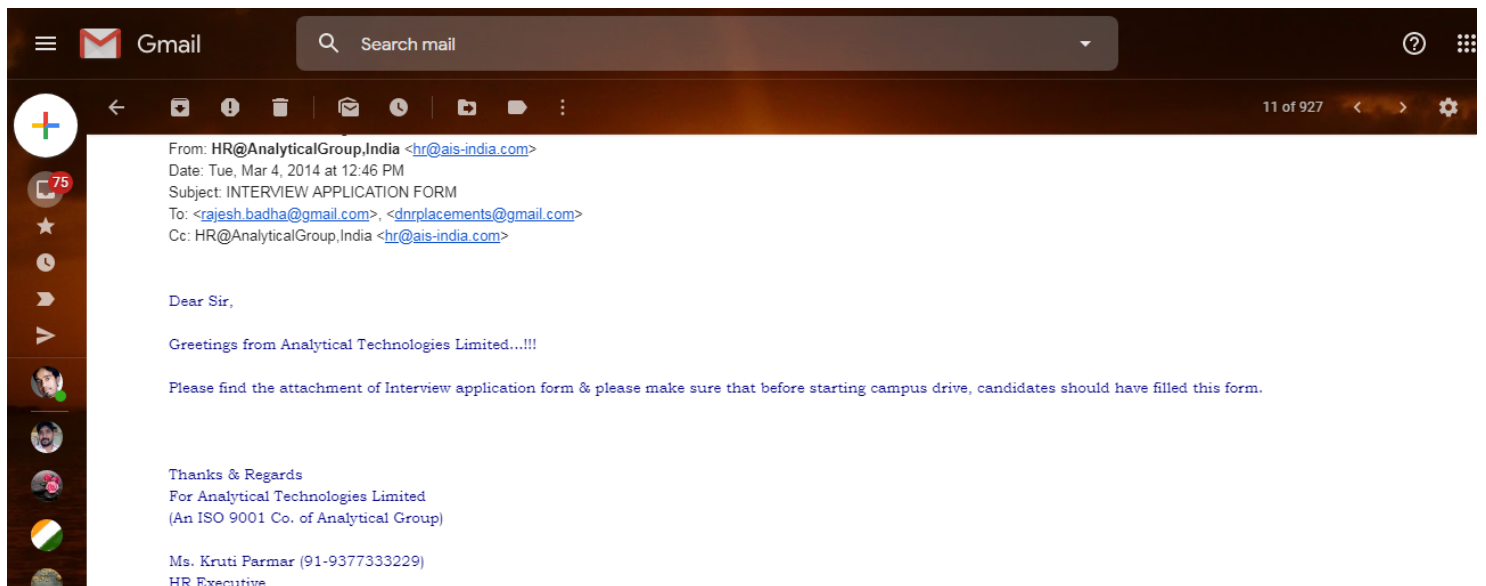 Gmail
Search mail
11 of 927
75
From: HR@AnalyticalGroup,India <hr@ais-india.com>
Date: Tue, Mar 4, 2014 at 12:46 PM
Subject: INTERVIEW APPLICATION FORM
To: <rajesh.badha@gmail.com>, <dnrplacements@gmail.com>
Cc: HR@AnalyticalGroup,India <hr@ais-india.com>
Dear Sir,
Greetings from Analytical Technologies Limited...!!!
Please find the attachment of Interview application form & please make sure that before starting campus drive, candidates should have filled this form.
Thanks & Regards
For Analytical Technologies Limited
(An ISO 9001 Co. of Analytical Group)
Ms. Kruti Parmar (91-9377333229)
HR Executive